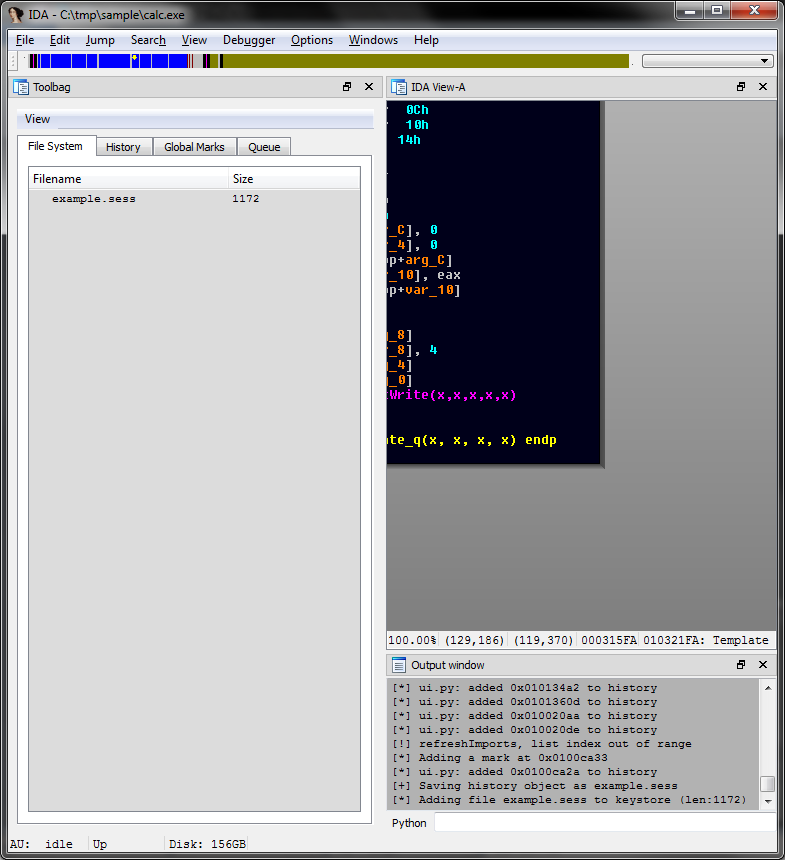 IDA - C:\tmp\sample\calc.exe
File Edit Jump Search View Debugger Options Windows Help
Toolbag
View
File System History Global Marks Queue
Filename Size
example.sess 1172
IDA View-A
0Ch
10h
14h
_C], 0
_4], 0
p+arg_C]
_10], eax
p+var_10]
_8]
_8], 4
_4]
_0]
Write(x,x,x,x,x)
te_q(x, x, x, x) endp
100.00% (129,186) (119,370) 000315FA 010321FA: Template
Output window
[*] ui.py: added 0x010134a2 to history
[*] ui.py: added 0x0101360d to history
[*] ui.py: added 0x010020aa to history
[*] ui.py: added 0x010020de to history
[!] refreshImports, list index out of range
[*] Adding a mark at 0x0100ca33
[*] ui.py: added 0x0100ca2a to history
[+] Saving history object as example.sess
[*] Adding file example.sess to keystore (len:1172)
Python
AU: idle Up Disk: 156GB